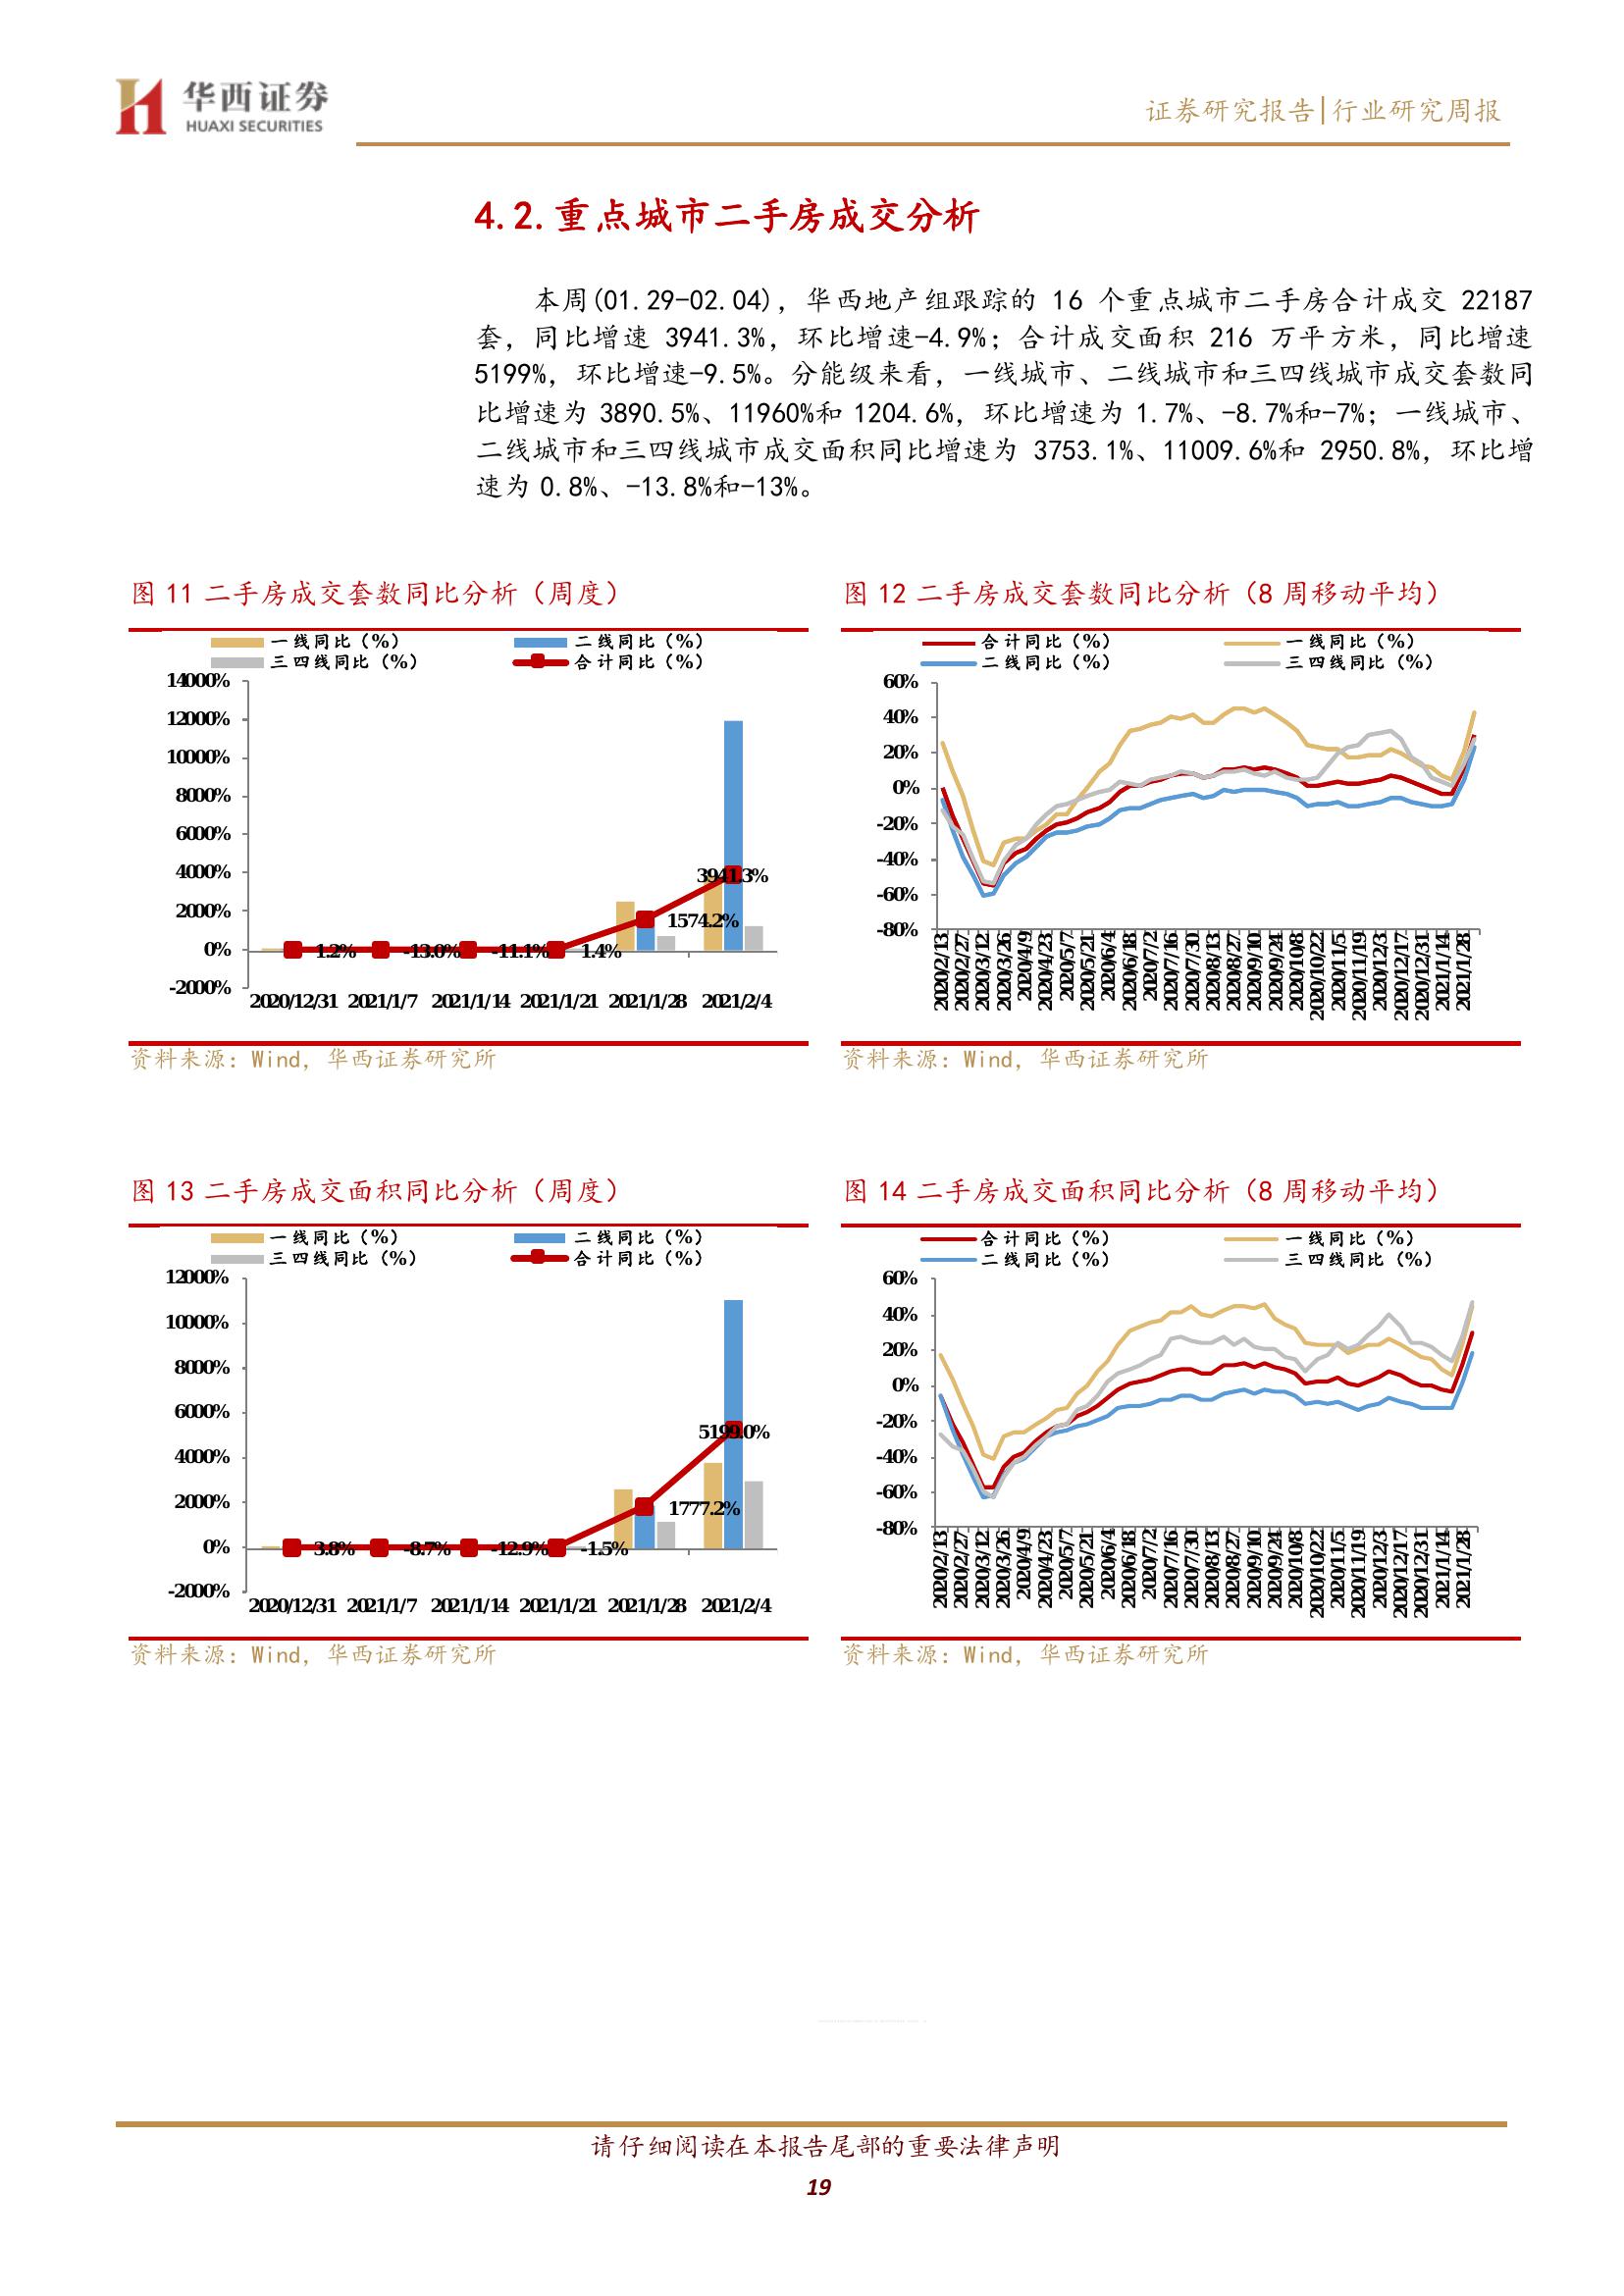 华西证券
HUAXI SECURITIES
证券研究报告|行业研究周报
4.2.重点城市二手房成交分析
本周(01.29-02.04)，华西地产组跟踪的 16 个重点城市二手房合计成交 22187
套，同比增速 3941.3%，环比增速-4.9%；合计成交面积 216 万平方米，同比增速
5199%，环比增速-9.5%。分能级来看，一线城市、二线城市和三四线城市成交套数同
比增速为 3890.5%、11960%和 1204.6%，环比增速为 1.7%、-8.7%和-7%；一线城市、
二线城市和三四线城市成交面积同比增速为 3753.1%、11009.6%和 2950.8%，环比增
速为 0.8%、-13.8%和-13%。
图 11 二手房成交套数同比分析（周度）
一线同比（%） 二线同比（%）
三四线同比（%） 合计同比（%）
14000%
12000%
10000%
8000%
6000%
4000%
2000%
0%
-2000%
1.2% -13.0% -11.1% 1.4% 1574.2% 3941.3%
2020/12/31 2021/1/7 2021/1/14 2021/1/21 2021/1/28 2021/2/4
资料来源：Wind，华西证券研究所
图 12 二手房成交套数同比分析（8 周移动平均）
合计同比（%） 一线同比（%）
二线同比（%） 三四线同比（%）
60%
40%
20%
0%
-20%
-40%
-60%
-80%
2020/2/13 2020/2/27 2020/3/12 2020/3/26 2020/4/9 2020/4/23 2020/5/7 2020/5/21 2020/6/4 2020/6/18 2020/7/2 2020/7/16 2020/7/30 2020/8/13 2020/8/27 2020/9/10 2020/9/24 2020/10/8 2020/10/22 2020/11/5 2020/11/19 2020/12/3 2020/12/17 2020/12/31 2021/1/14 2021/1/28
资料来源：Wind，华西证券研究所
图 13 二手房成交面积同比分析（周度）
一线同比（%） 二线同比（%）
三四线同比（%） 合计同比（%）
12000%
10000%
8000%
6000%
4000%
2000%
0%
-2000%
3.8% -8.7% -12.9% -1.5% 1777.2% 5199.0%
2020/12/31 2021/1/7 2021/1/14 2021/1/21 2021/1/28 2021/2/4
资料来源：Wind，华西证券研究所
图 14 二手房成交面积同比分析（8 周移动平均）
合计同比（%） 一线同比（%）
二线同比（%） 三四线同比（%）
60%
40%
20%
0%
-20%
-40%
-60%
-80%
2020/2/13 2020/2/27 2020/3/12 2020/3/26 2020/4/9 2020/4/23 2020/5/7 2020/5/21 2020/6/4 2020/6/18 2020/7/2 2020/7/16 2020/7/30 2020/8/13 2020/8/27 2020/9/10 2020/9/24 2020/10/8 2020/10/22 2020/11/5 2020/11/19 2020/12/3 2020/12/17 2020/12/31 2021/1/14 2021/1/28
资料来源：Wind，华西证券研究所
请仔细阅读在本报告尾部的重要法律声明
19